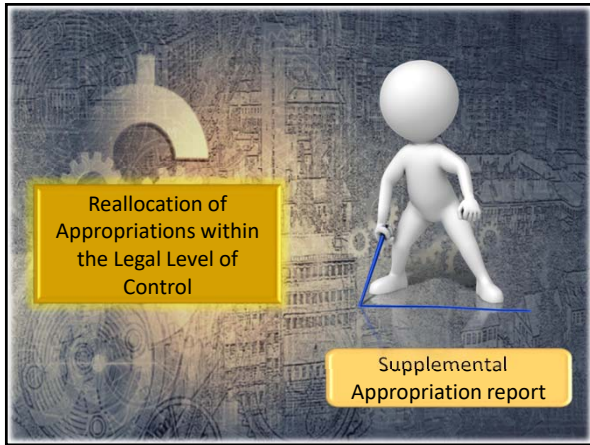 Reallocation of
Appropriations within
the Legal Level of
Control
Supplemental
Appropriation report